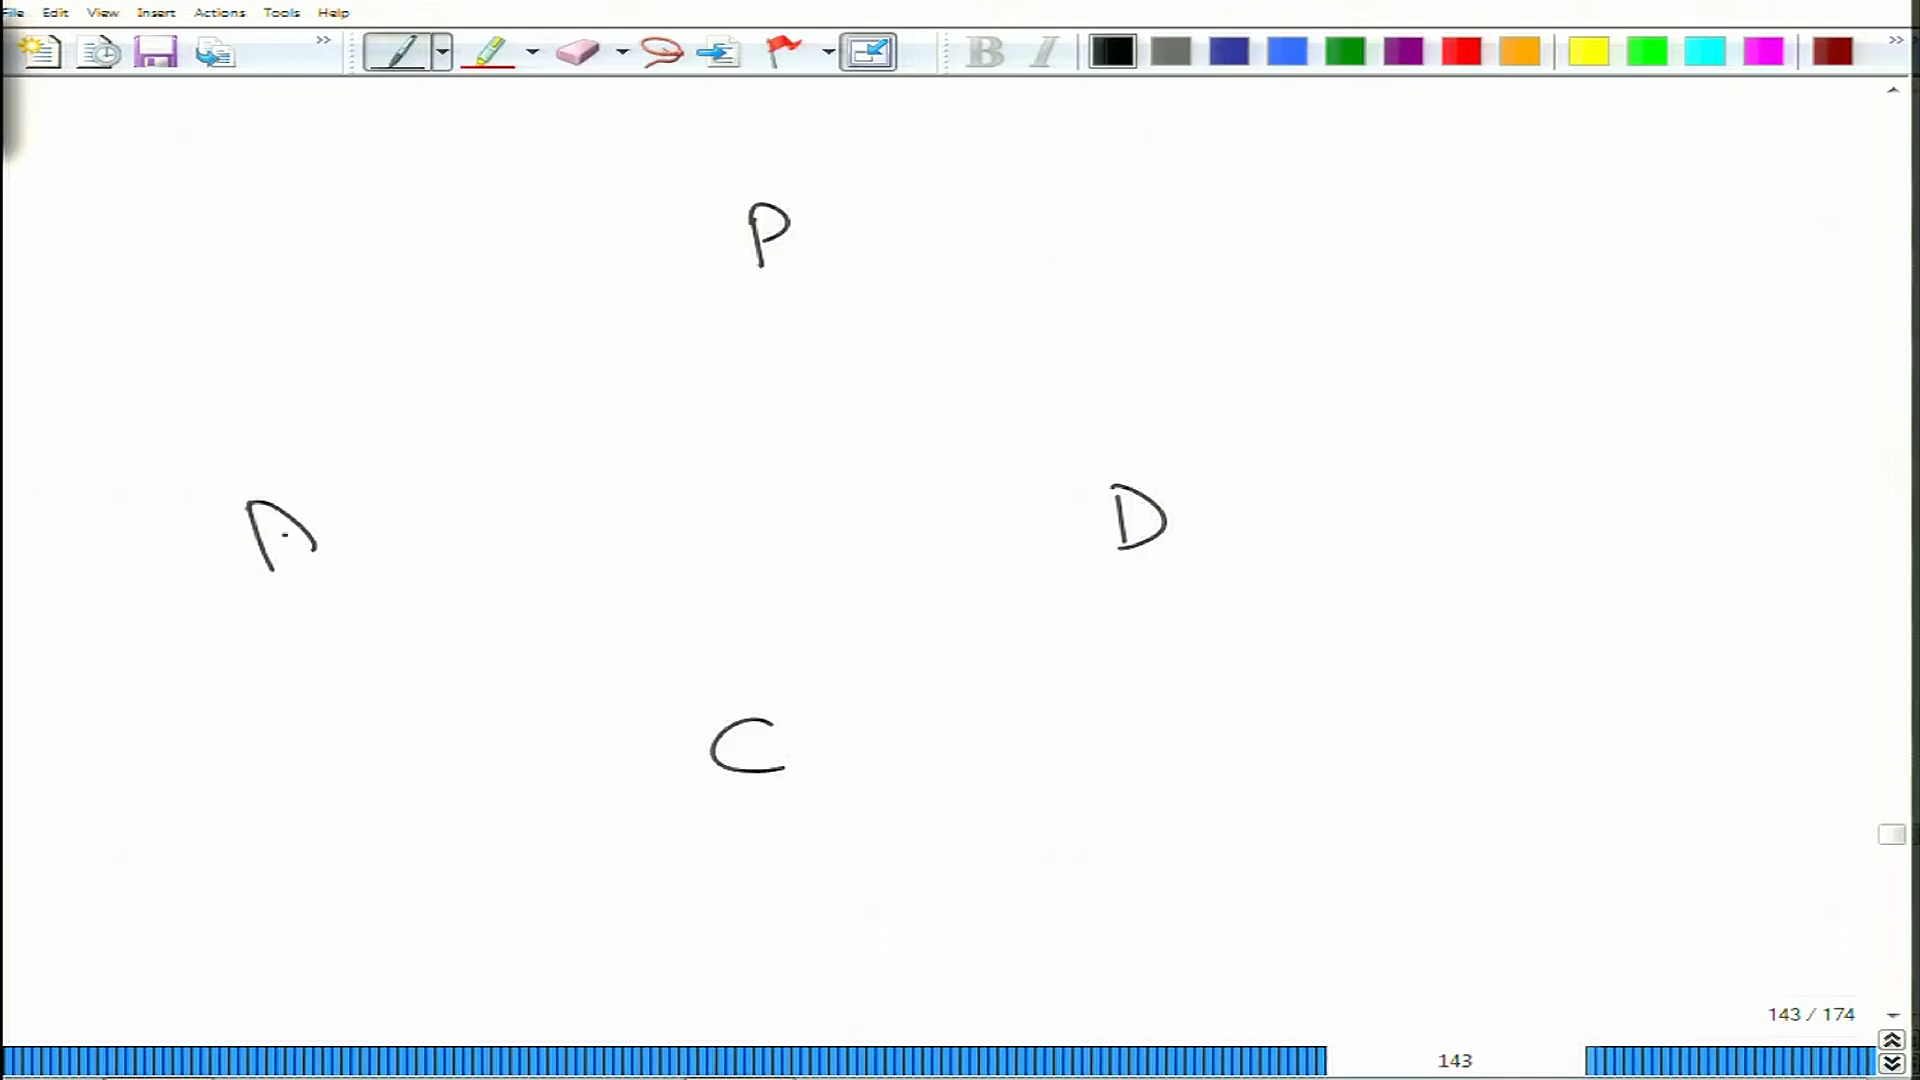 File Edit View Insert Actions Tools Help
B I
P
A D
C
143 / 174
143